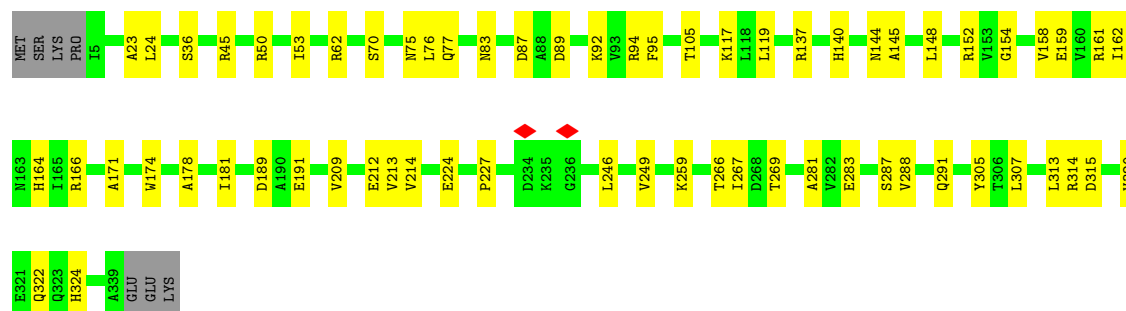 MET SER LYS PRO I5 A23 L24 S36 R45 R50 I53 R62 S70 N75 L76 Q77 N83 D87 A88 D89 K92 V93 R94 F95 T105 K117 L118 L119 R137 H140 N144 A145 L148 R152 V153 G154 V158 E159 V160 R161 I162
N163 H164 I165 R166 A171 W174 A178 I181 D189 A190 E191 V209 E212 V213 V214 E224 P227 D234 K235 G236 L246 V249 K259 T266 I267 D268 T269 A281 V282 E283 S287 V288 Q291 Y305 T306 L307 L313 R314 D315
E321 Q322 Q323 H324 A339 GLU GLU LYS